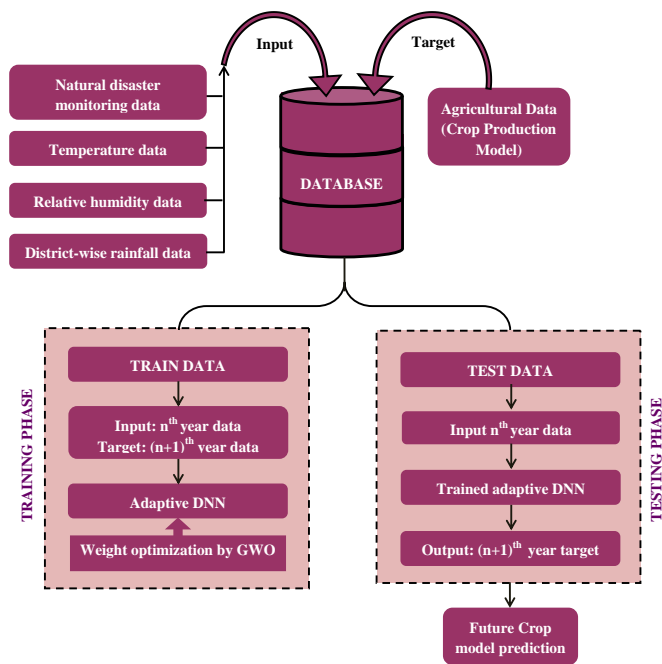 Input
Target
Natural disaster
monitoring data
Temperature data
Relative humidity data
District-wise rainfall data
DATABASE
Agricultural Data
(Crop Production
Model)
TRAINING PHASE
TRAIN DATA
Input: nth year data
Target: (n+1)th year data
Adaptive DNN
Weight optimization by GWO
TEST DATA
Input nth year data
Trained adaptive DNN
Output: (n+1)th year target
TESTING PHASE
Future Crop
model prediction